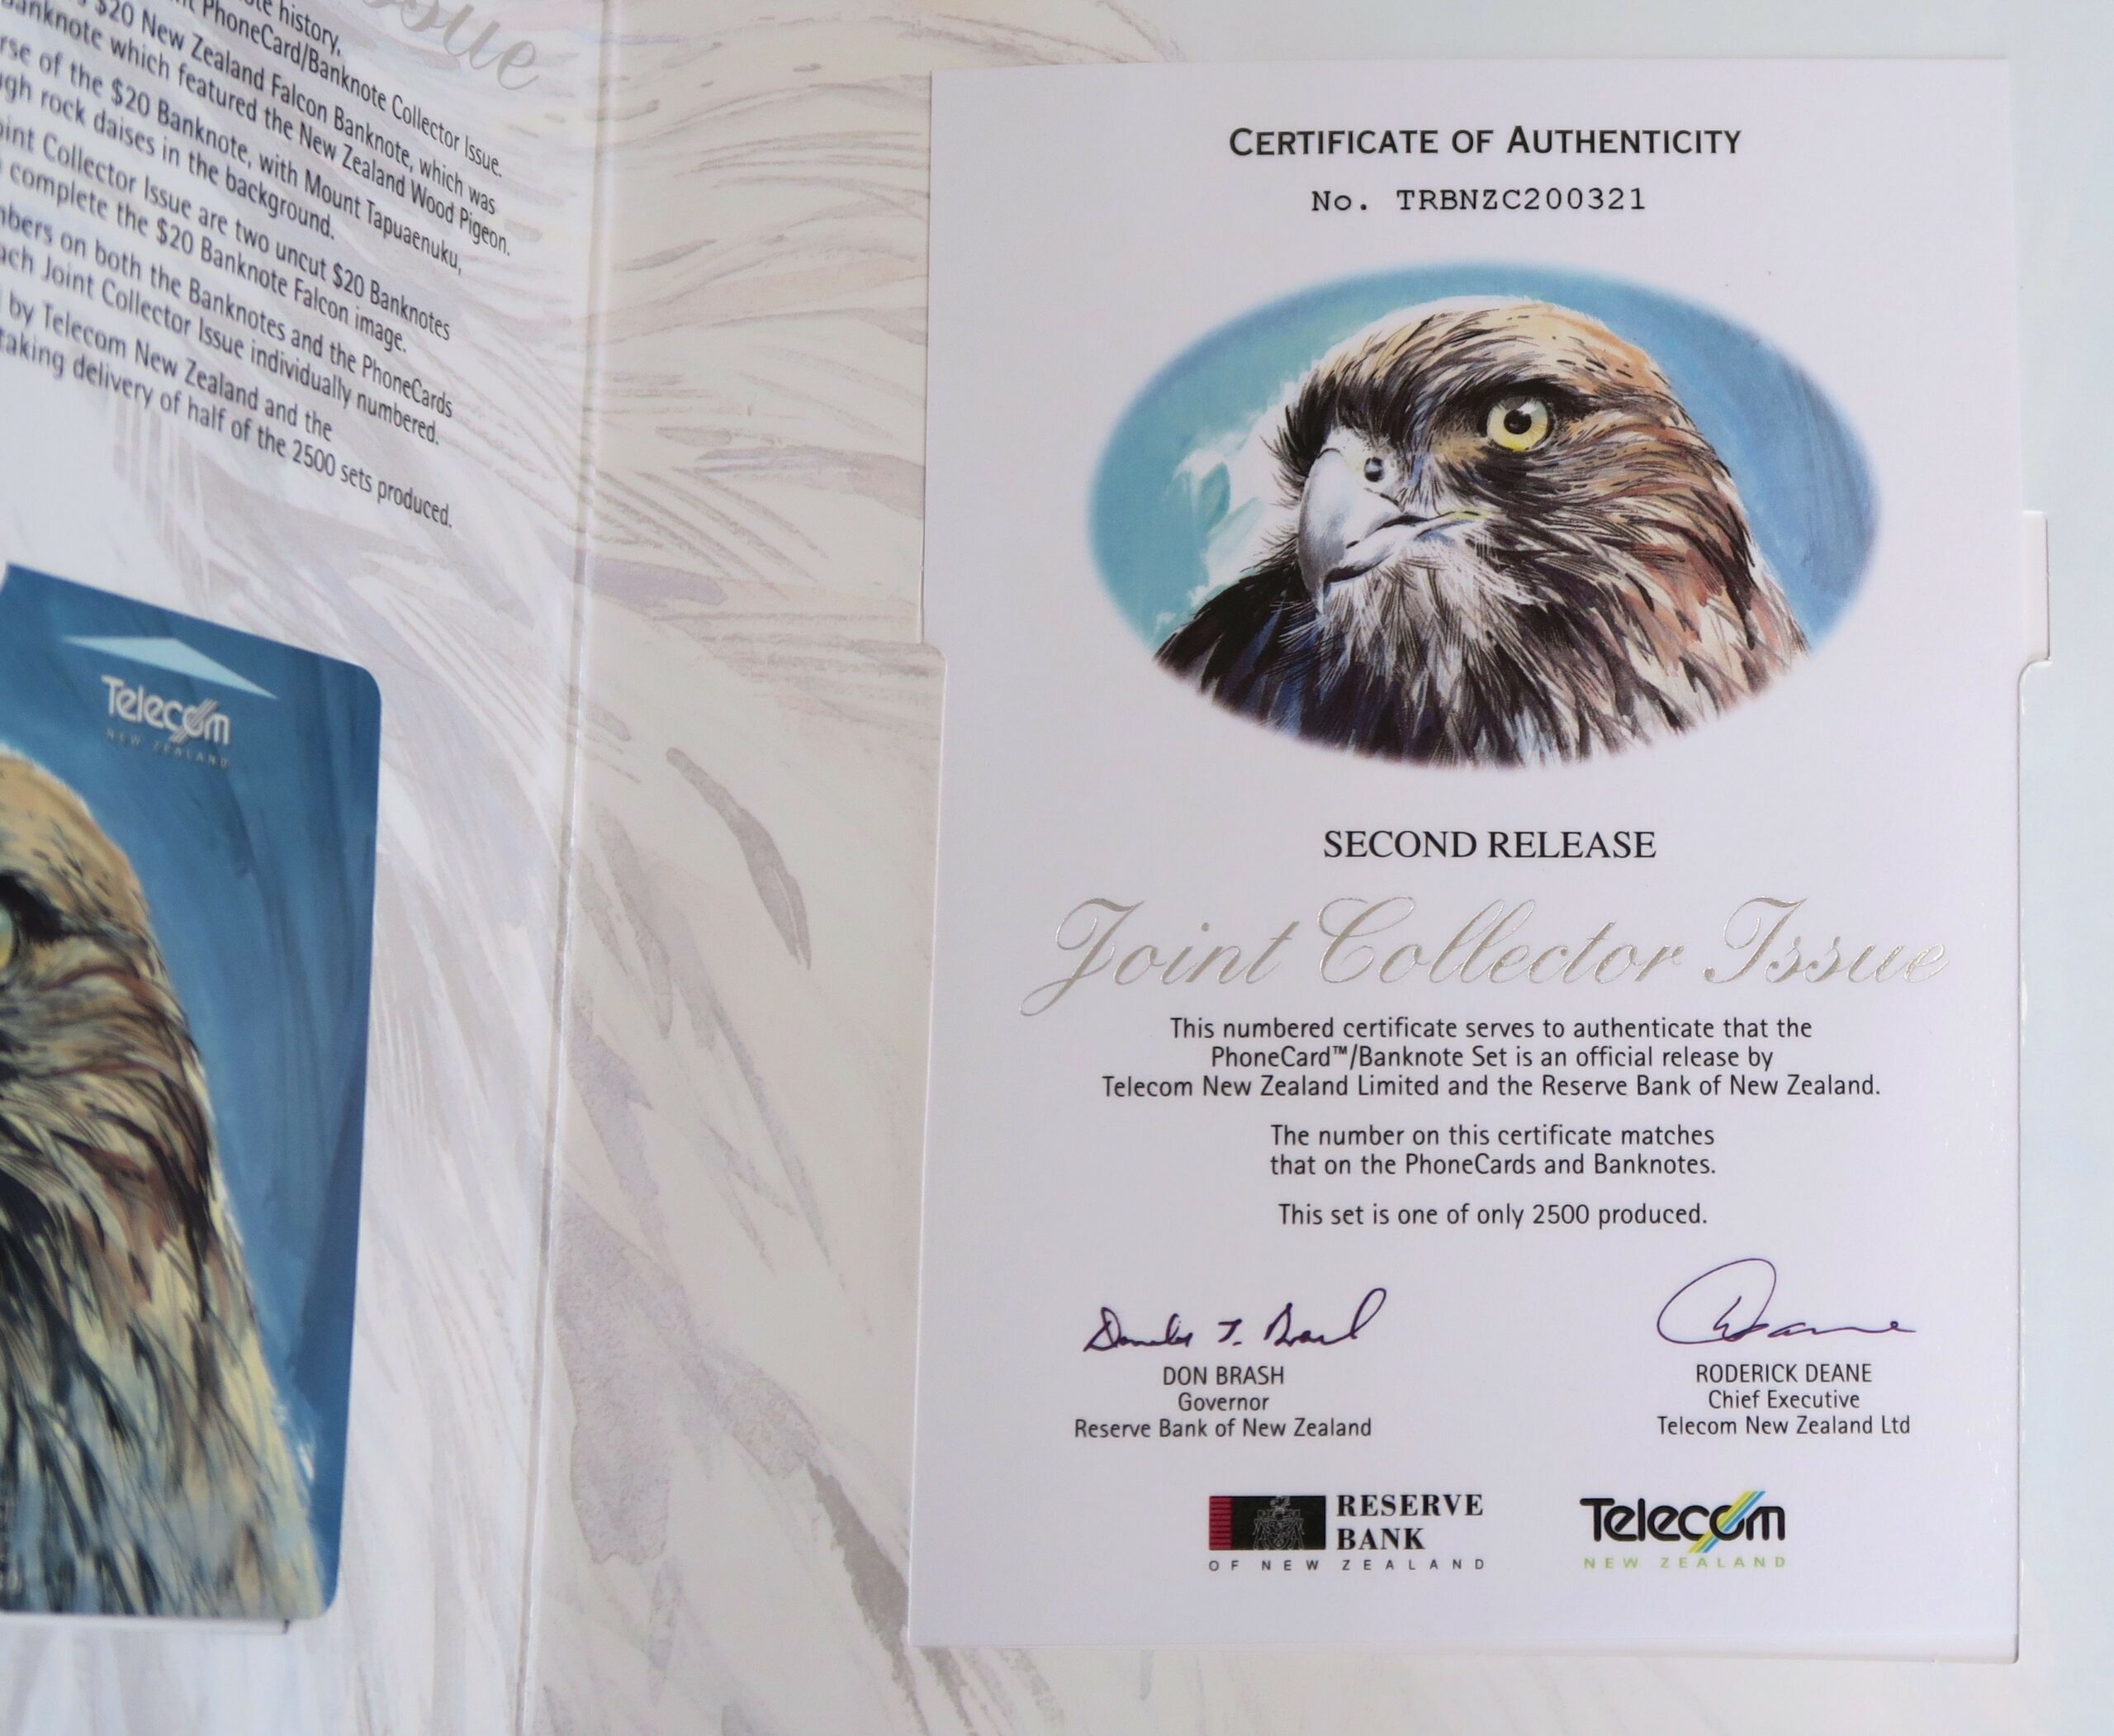 Issue
history.
PhoneCard/Banknote Collector Issue.
$20 New Zealand Falcon Banknote, which was
which featured the New Zealand Wood Pigeon.
of the $20 Banknote, with Mount Tapuaenuku,
rock daises in the background.
Collector Issue are two uncut $20 Banknotes
complete the $20 Banknote Falcon image.
on both the Banknotes and the PhoneCards
Joint Collector Issue individually numbered.
by Telecom New Zealand and the
taking delivery of half of the 2500 sets produced.
Telecom
NEW ZEALAND
CERTIFICATE OF AUTHENTICITY
No. TRBNZC200321
SECOND RELEASE
Joint Collector Issue
This numbered certificate serves to authenticate that the
PhoneCard™/Banknote Set is an official release by
Telecom New Zealand Limited and the Reserve Bank of New Zealand.
The number on this certificate matches
that on the PhoneCards and Banknotes.
This set is one of only 2500 produced.
DON BRASH
Governor
Reserve Bank of New Zealand
RODERICK DEANE
Chief Executive
Telecom New Zealand Ltd
RESERVE
BANK
OF NEW ZEALAND
Telecom
NEW ZEALAND